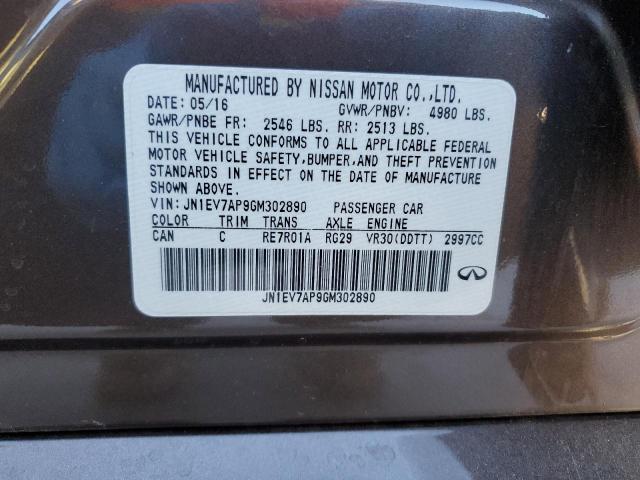 MANUFACTURED BY NISSAN MOTOR CO.,LTD.
DATE: 05/16 GVWR/PNBV: 4980 LBS.
GAWR/PNBE FR: 2546 LBS. RR: 2513 LBS.
THIS VEHICLE CONFORMS TO ALL APPLICABLE FEDERAL
MOTOR VEHICLE SAFETY,BUMPER,AND THEFT PREVENTION
STANDARDS IN EFFECT ON THE DATE OF MANUFACTURE
SHOWN ABOVE.
VIN: JN1EV7AP9GM302890 PASSENGER CAR
COLOR TRIM TRANS AXLE ENGINE
CAN C RE7R01A RG29 VR30(DDTT) 2997CC
JN1EV7AP9GM302890